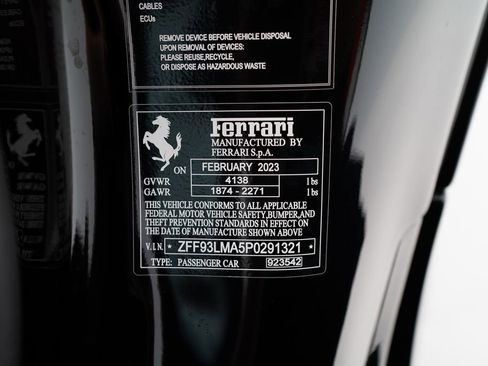 CABLES
ECUs
REMOVE DEVICE BEFORE VEHICLE DISPOSAL
UPON REMOVAL OF DEVICES:
PLEASE REUSE,RECYCLE,
OR DISPOSE AS HAZARDOUS WASTE
Ferrari
MANUFACTURED BY
FERRARI S.p.A.
ON FEBRUARY 2023
GVWR 4138 lbs
GAWR 1874 - 2271 lbs
THIS VEHICLE CONFORMS TO ALL APPLICABLE
FEDERAL MOTOR VEHICLE SAFETY,BUMPER,AND
THEFT PREVENTION STANDARDS IN EFFECT ON
THE DATE OF MANUFACTURE SHOWN ABOVE
V.I.N. * ZFF93LMA5P0291321 *
TYPE: PASSENGER CAR 923542